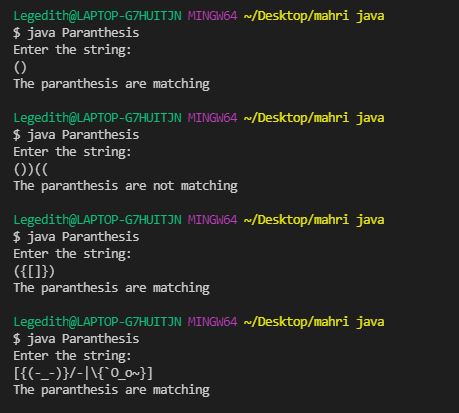 Legedith@LAPTOP-G7HUITJN MINGW64 ~/Desktop/mahri java
$ java Paranthesis
Enter the string:
()
The paranthesis are matching
Legedith@LAPTOP-G7HUITJN MINGW64 ~/Desktop/mahri java
$ java Paranthesis
Enter the string:
())((
The paranthesis are not matching
Legedith@LAPTOP-G7HUITJN MINGW64 ~/Desktop/mahri java
$ java Paranthesis
Enter the string:
({[]})
The paranthesis are matching
Legedith@LAPTOP-G7HUITJN MINGW64 ~/Desktop/mahri java
$ java Paranthesis
Enter the string:
[{(-_-)}/-|\{`O_o~}]
The paranthesis are matching